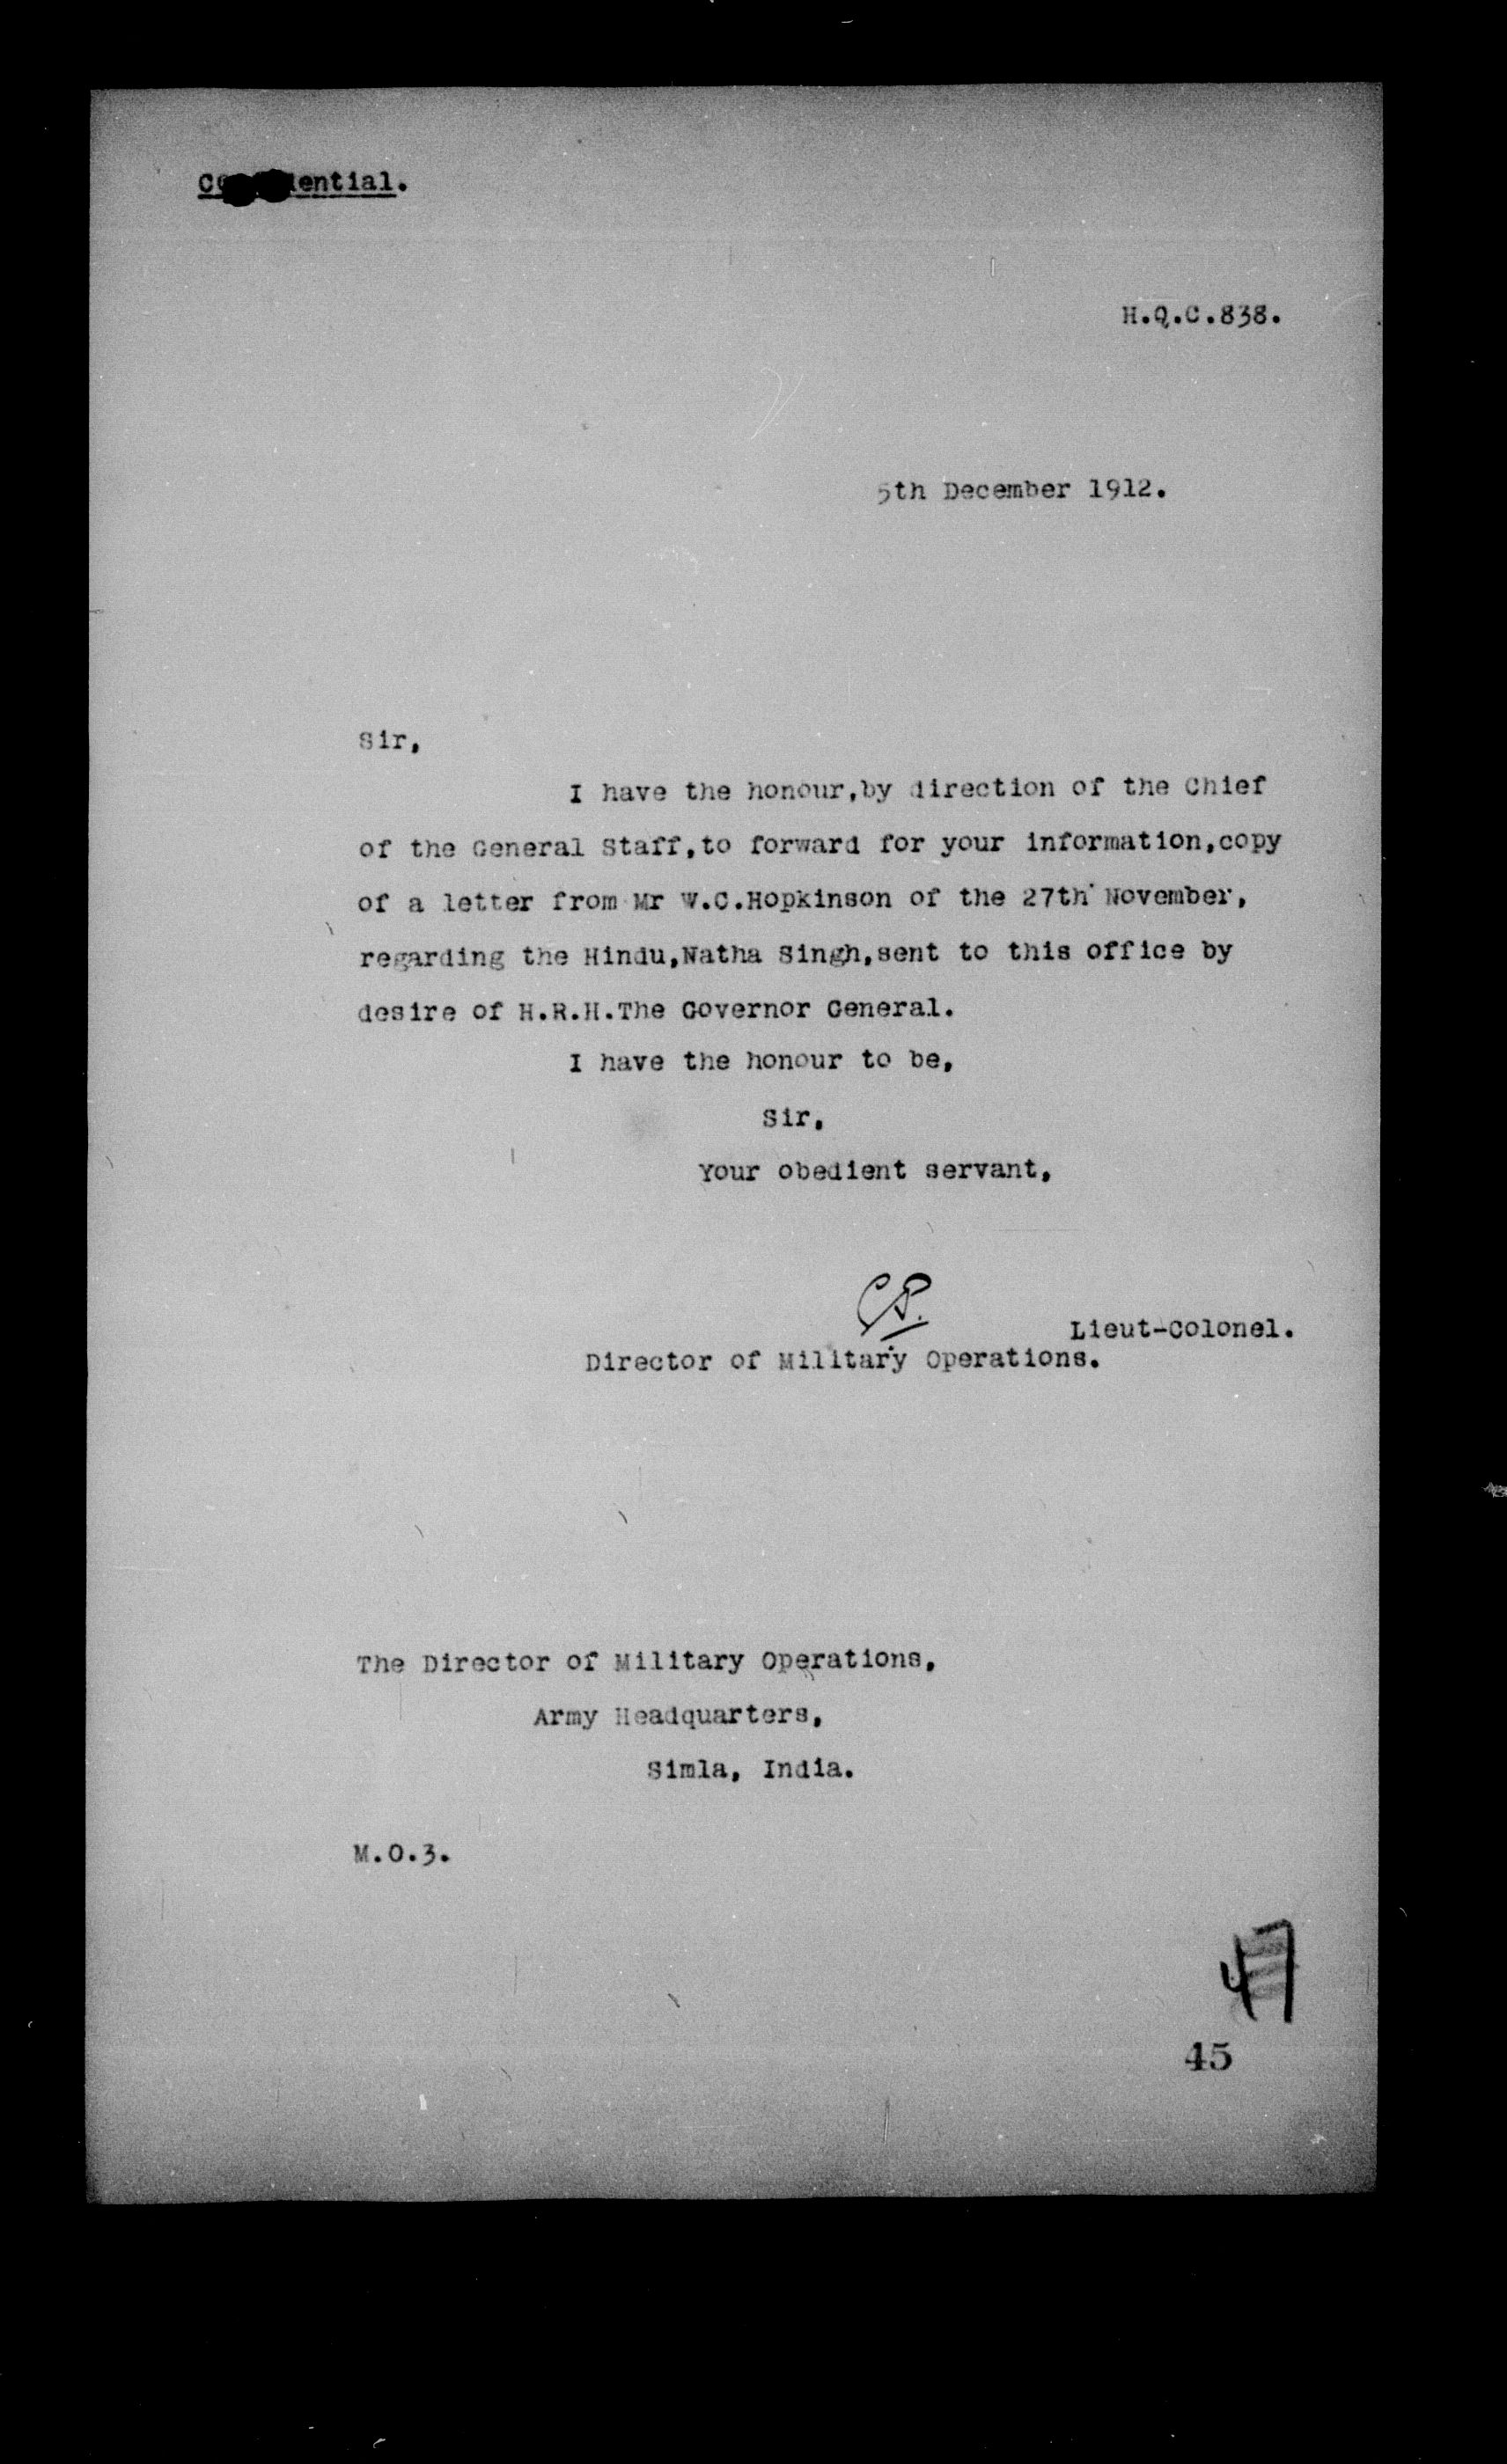 Confidential.
H.Q.C.838.
5th December 1912.
Sir,
I have the honour,by direction of the Chief
of the General Staff,to forward for your information,copy
of a letter from Mr W.C.Hopkinson of the 27th November,
regarding the Hindu,Natha Singh,sent to this office by
desire of H.R.H.The Governor General.
I have the honour to be,
Sir,
Your obedient servant,
Lieut-Colonel.
Director of Military Operations.
The Director of Military Operations,
Army Headquarters,
Simla, India.
M.O.3.
47
45